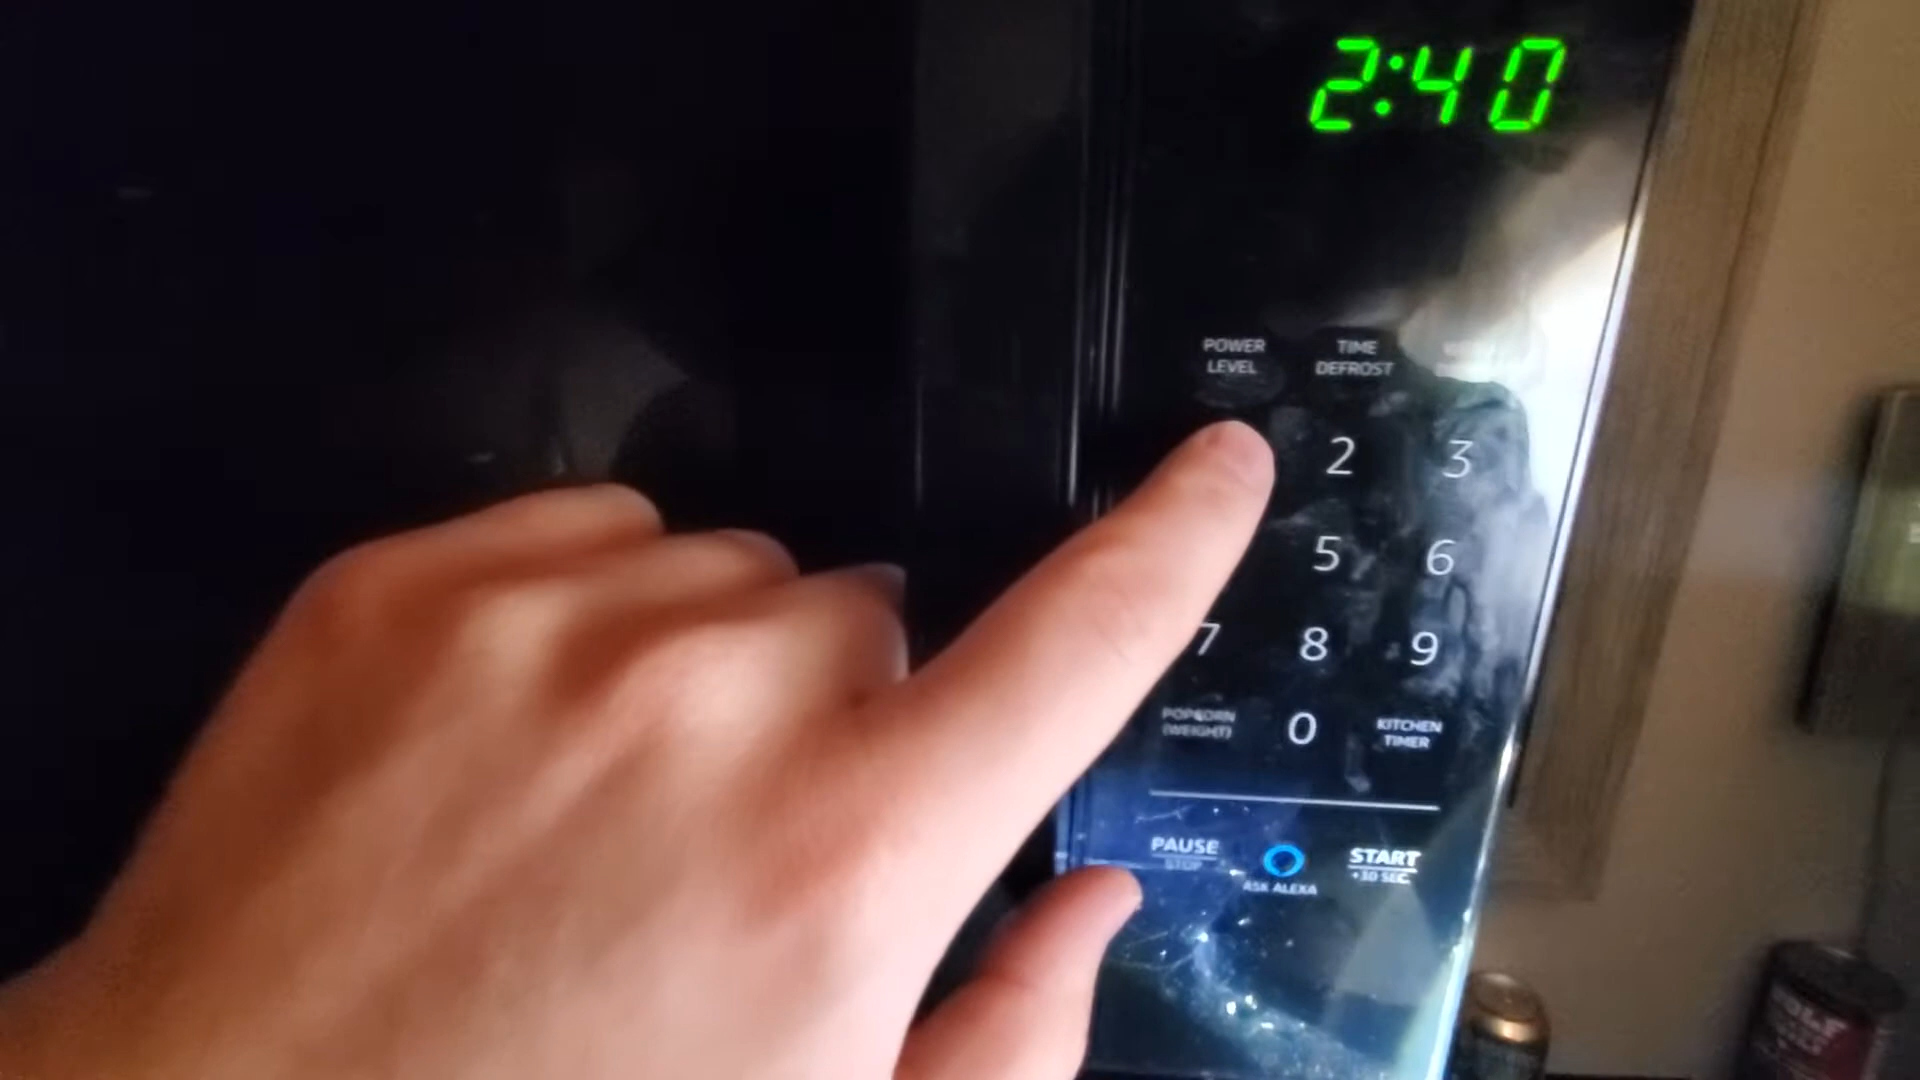 2:40
POWER
LEVEL
TIME
DEFROST
2
3
5
6
7
8
9
POPCORN
(WEIGHT)
0
KITCHEN
TIMER
PAUSE
STOP
ASK ALEXA
START
+30 SEC.